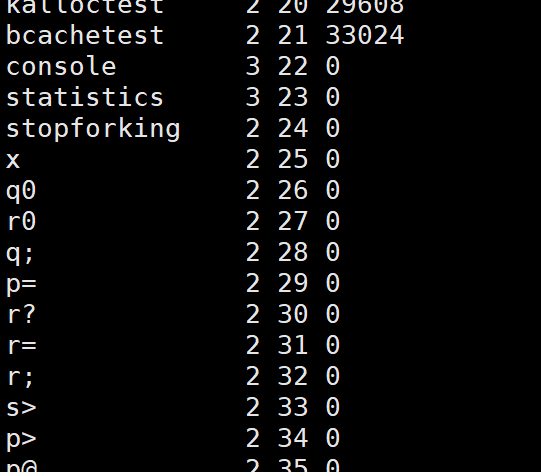 kalloctest     2 20 29608
bcachetest     2 21 33024
console        3 22 0
statistics     3 23 0
stopforking    2 24 0
x              2 25 0
q0             2 26 0
r0             2 27 0
q;             2 28 0
p=             2 29 0
r?             2 30 0
r=             2 31 0
r;             2 32 0
s>             2 33 0
p>             2 34 0
p@             2 35 0